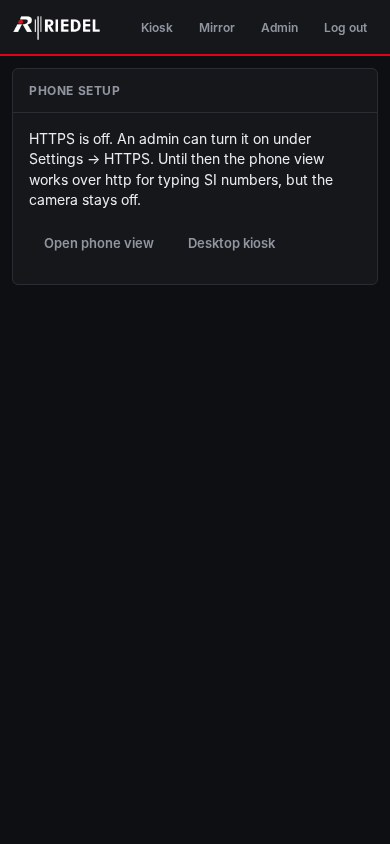 RIEDEL
Kiosk
Mirror
Admin
Log out
PHONE SETUP
HTTPS is off. An admin can turn it on under
Settings → HTTPS. Until then the phone view
works over http for typing SI numbers, but the
camera stays off.
Open phone view
Desktop kiosk